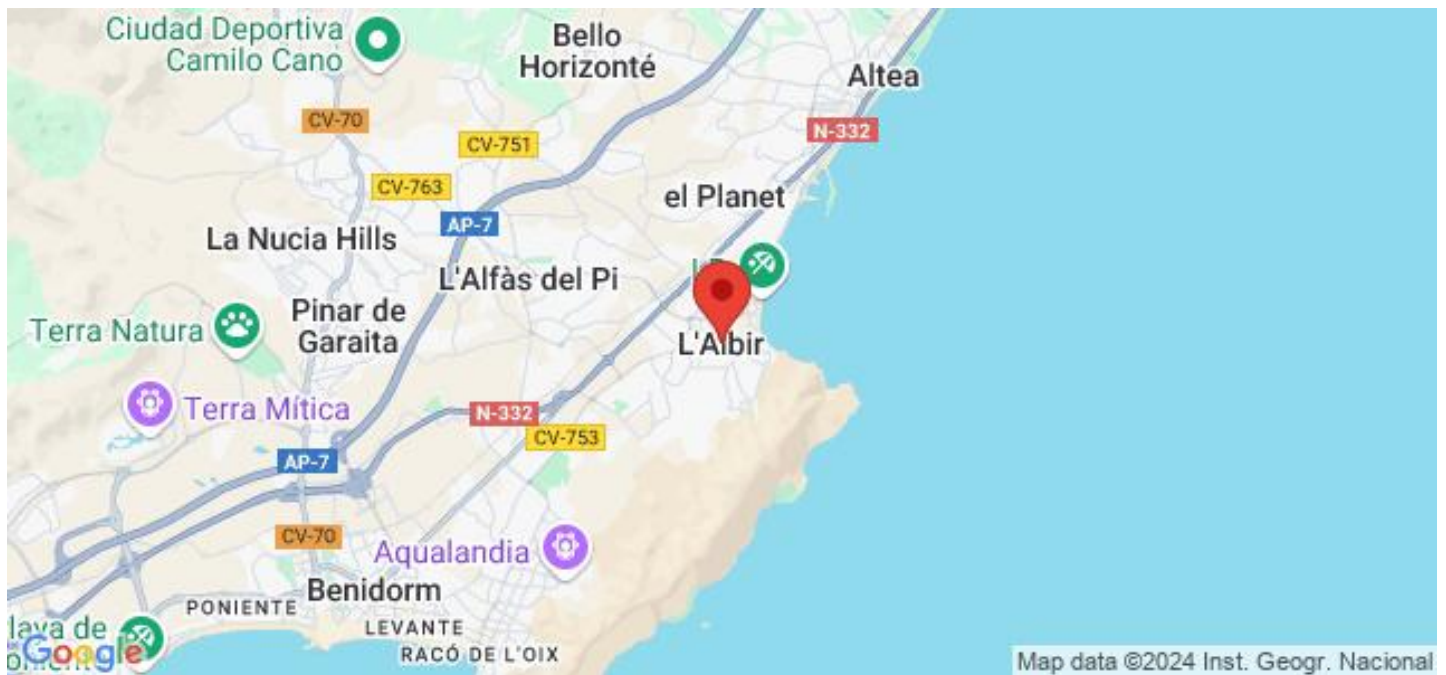 Ciudad Deportiva
Camilo Cano
Bello
Horizonté
Altea
CV-70
N-332
CV-751
CV-763
el Planet
AP-7
La Nucia Hills
L'Alfàs del Pi
Pinar de
Garaita
Terra Natura
L'Albir
Terra Mítica
N-332
CV-753
AP-7
CV-70
Aqualandia
Benidorm
PONIENTE
LEVANTE
RACÓ DE L'OIX
laya de
Google
Map data ©2024 Inst. Geogr. Nacional